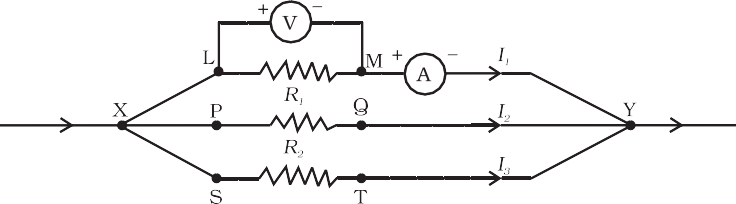 + V −
L M + A − I₁
R₁
X P Q I₂ Y
R₂
S T I₃